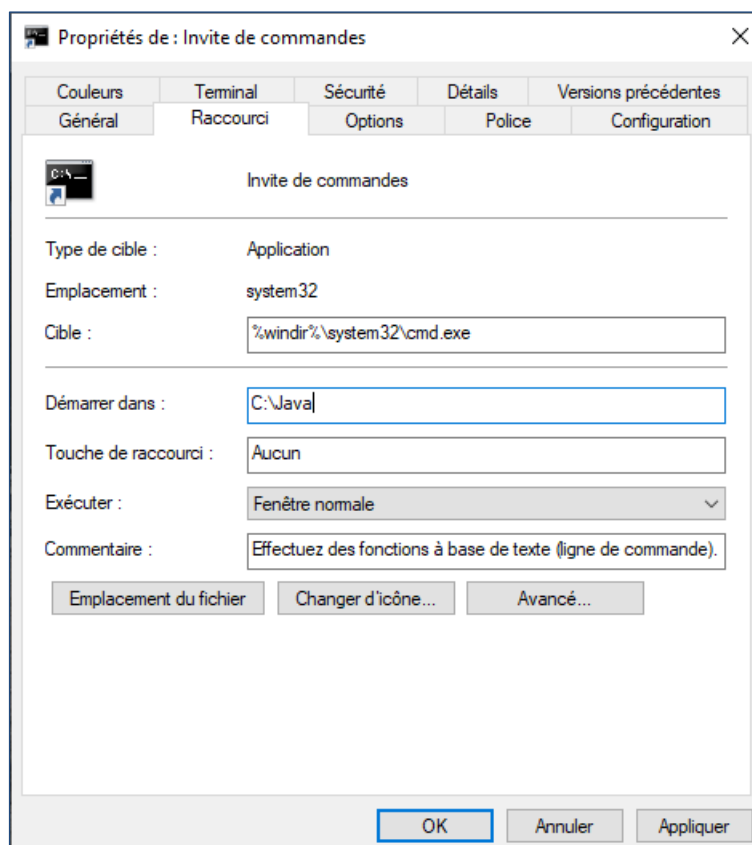 Propriétés de : Invite de commandes
Couleurs Terminal Sécurité Détails Versions précédentes
Général Raccourci Options Police Configuration
C:\
Invite de commandes
Type de cible : Application
Emplacement : system32
Cible : %windir%\system32\cmd.exe
Démarrer dans : C:\Java
Touche de raccourci : Aucun
Exécuter : Fenêtre normale
Commentaire : Effectuez des fonctions à base de texte (ligne de commande).
Emplacement du fichier Changer d'icône... Avancé...
OK Annuler Appliquer